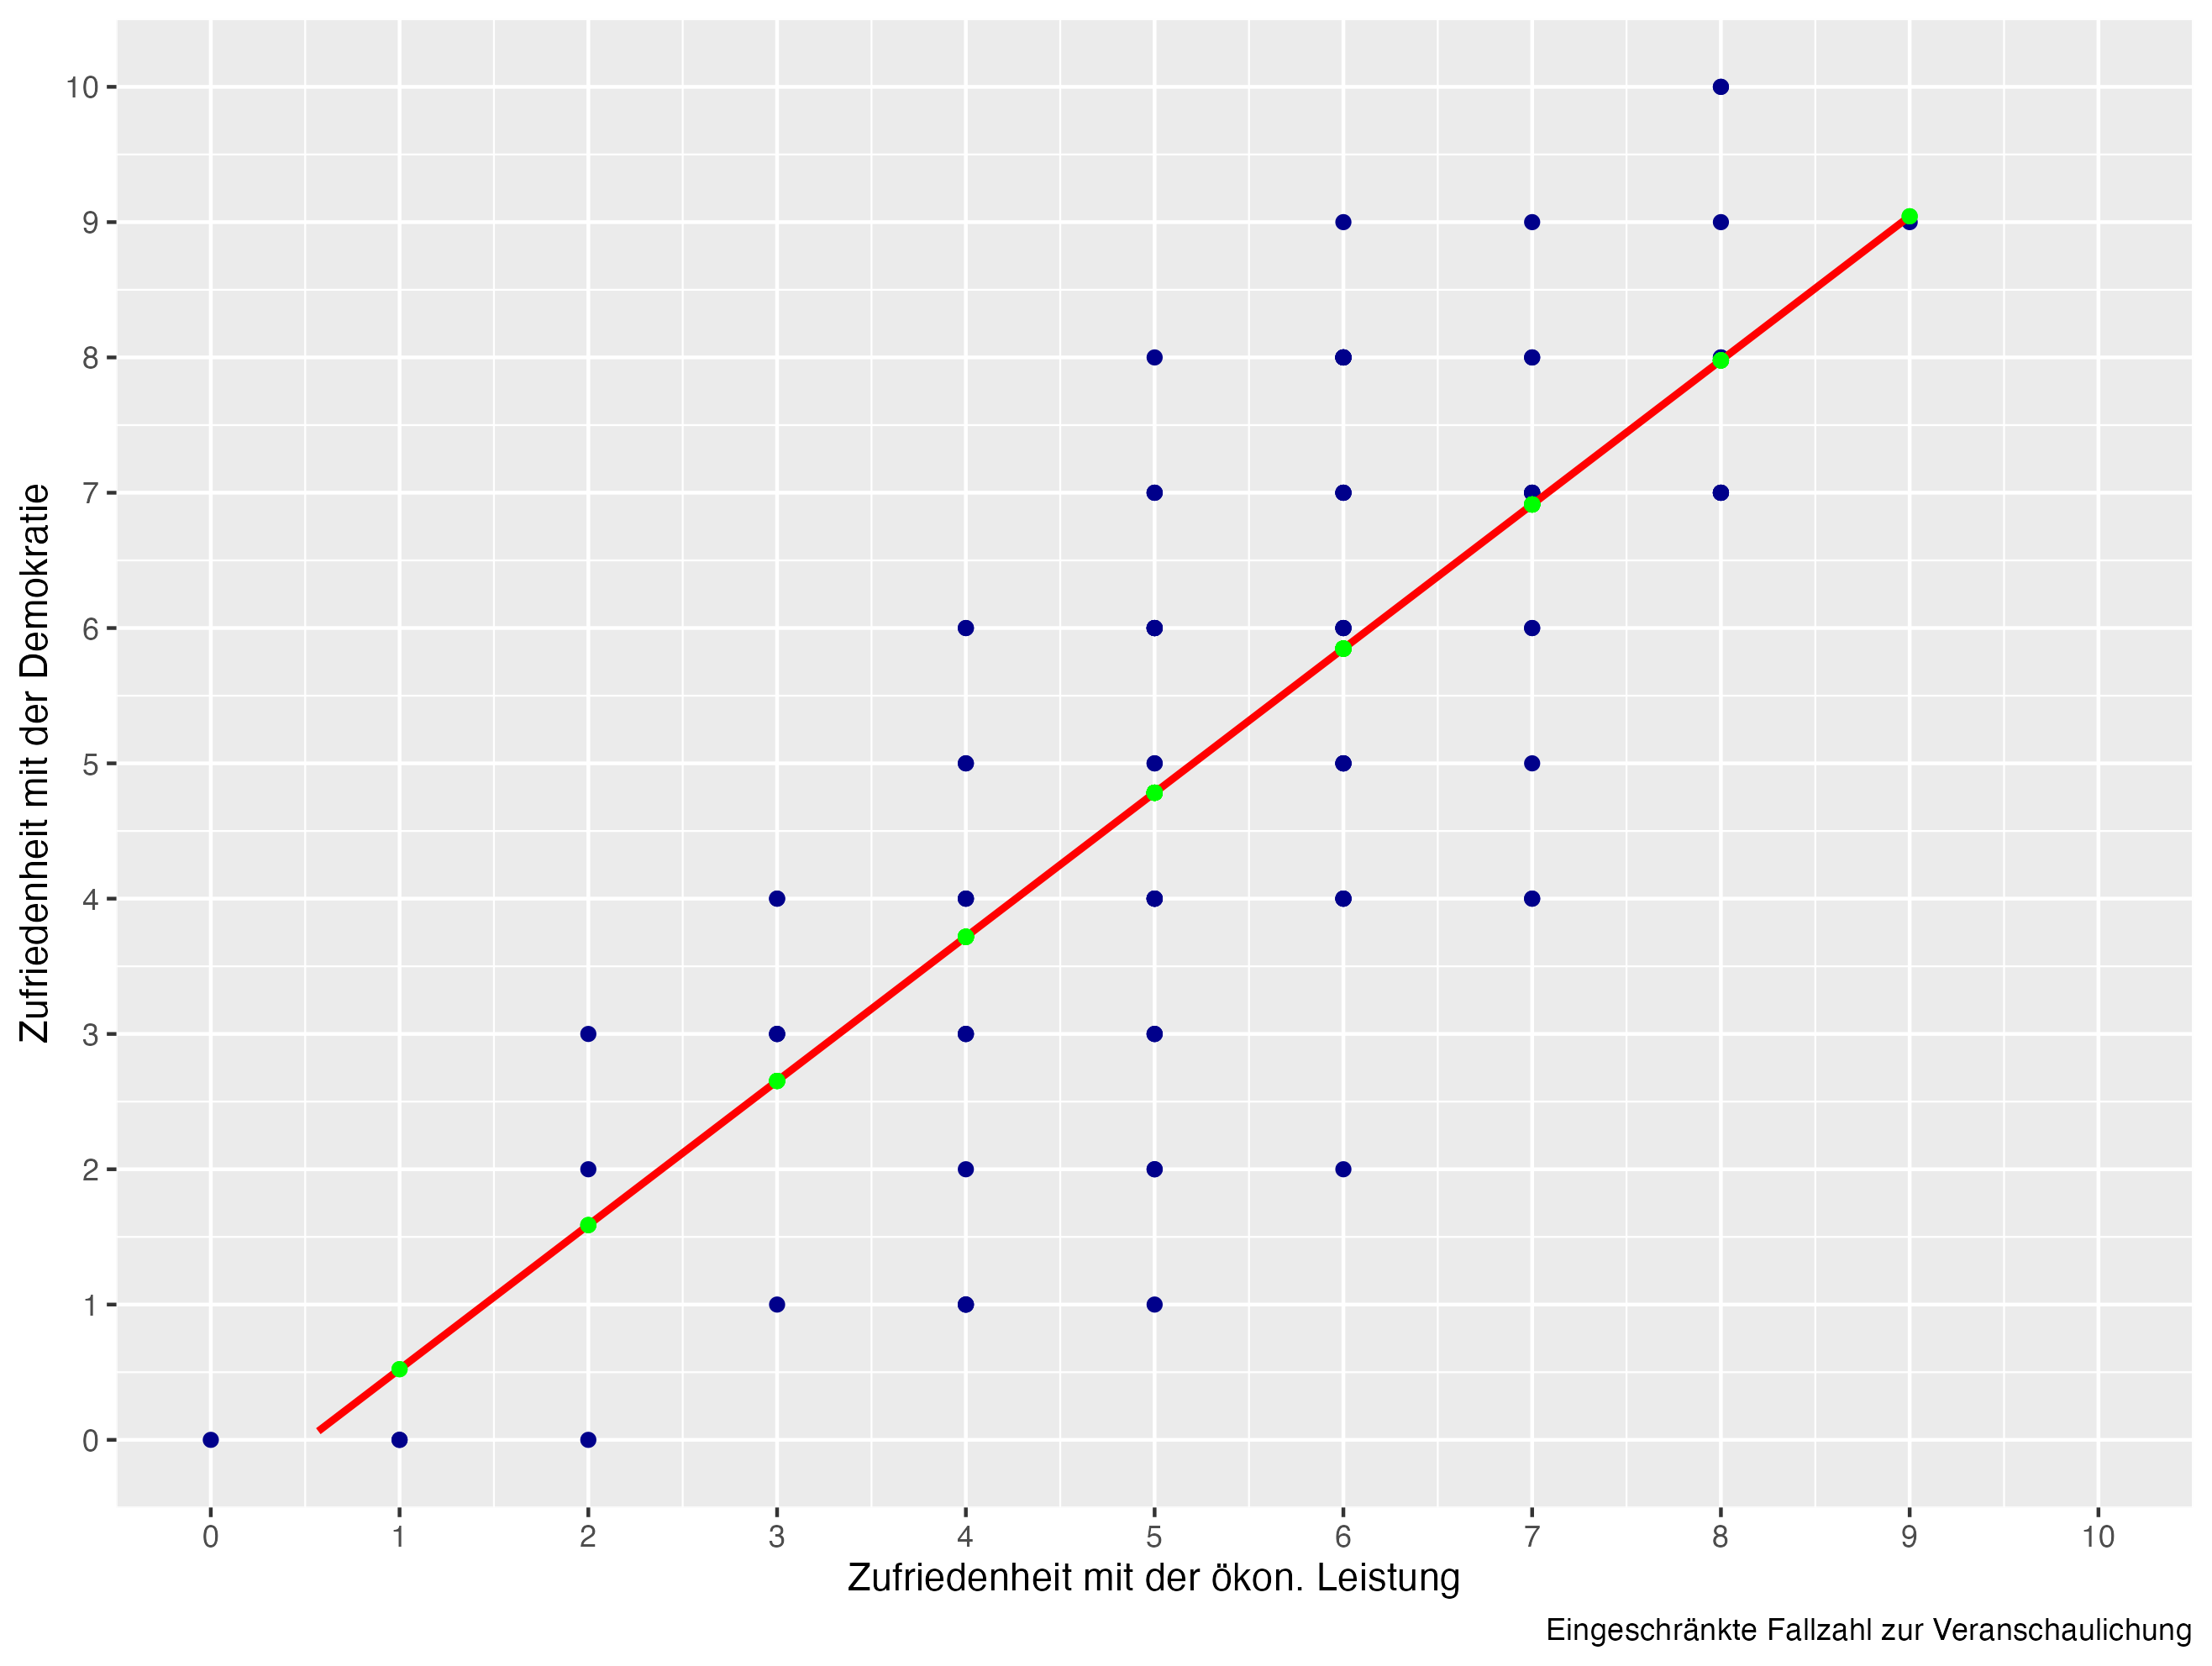 Zufriedenheit mit der Demokratie
10
9
8
7
6
5
4
3
2
1
0
0 1 2 3 4 5 6 7 8 9 10
Zufriedenheit mit der ökon. Leistung
Eingeschränkte Fallzahl zur Veranschaulichung